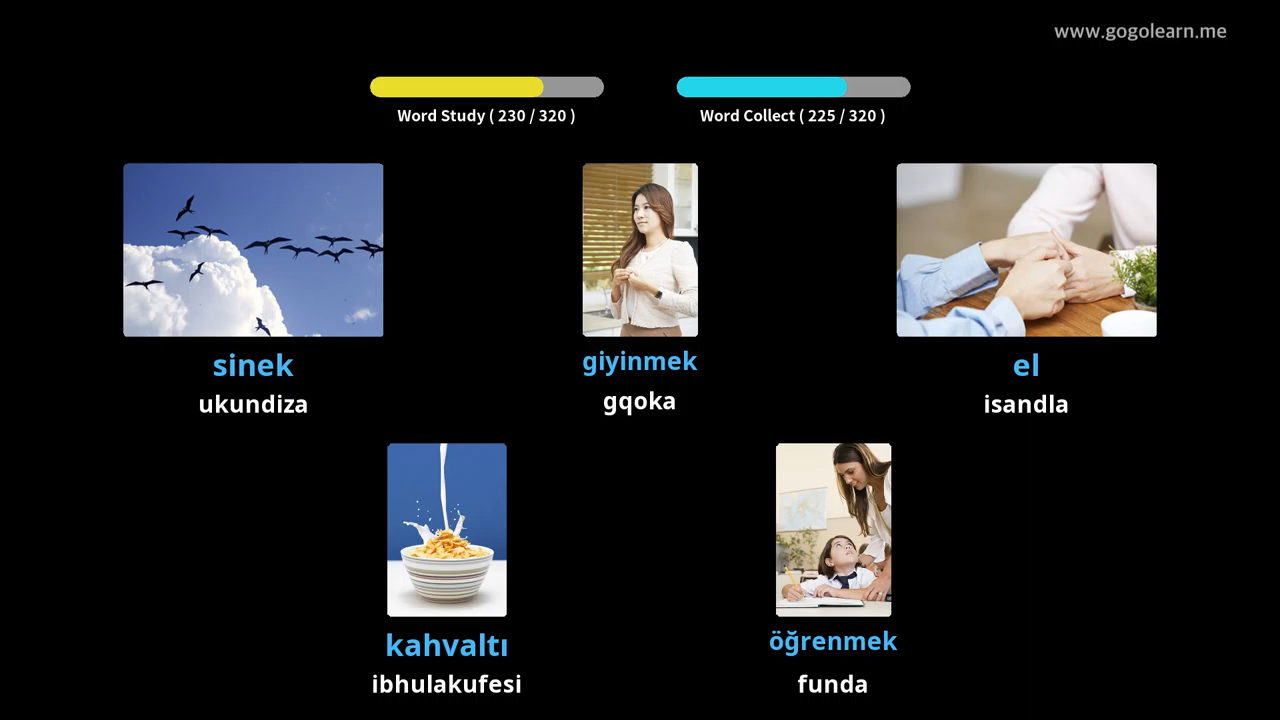 www.gogolearn.me
Word Study ( 230 / 320 )
Word Collect ( 225 / 320 )
sinek
ukundiza
giyinmek
gqoka
el
isandla
kahvaltı
ibhulakufesi
öğrenmek
funda